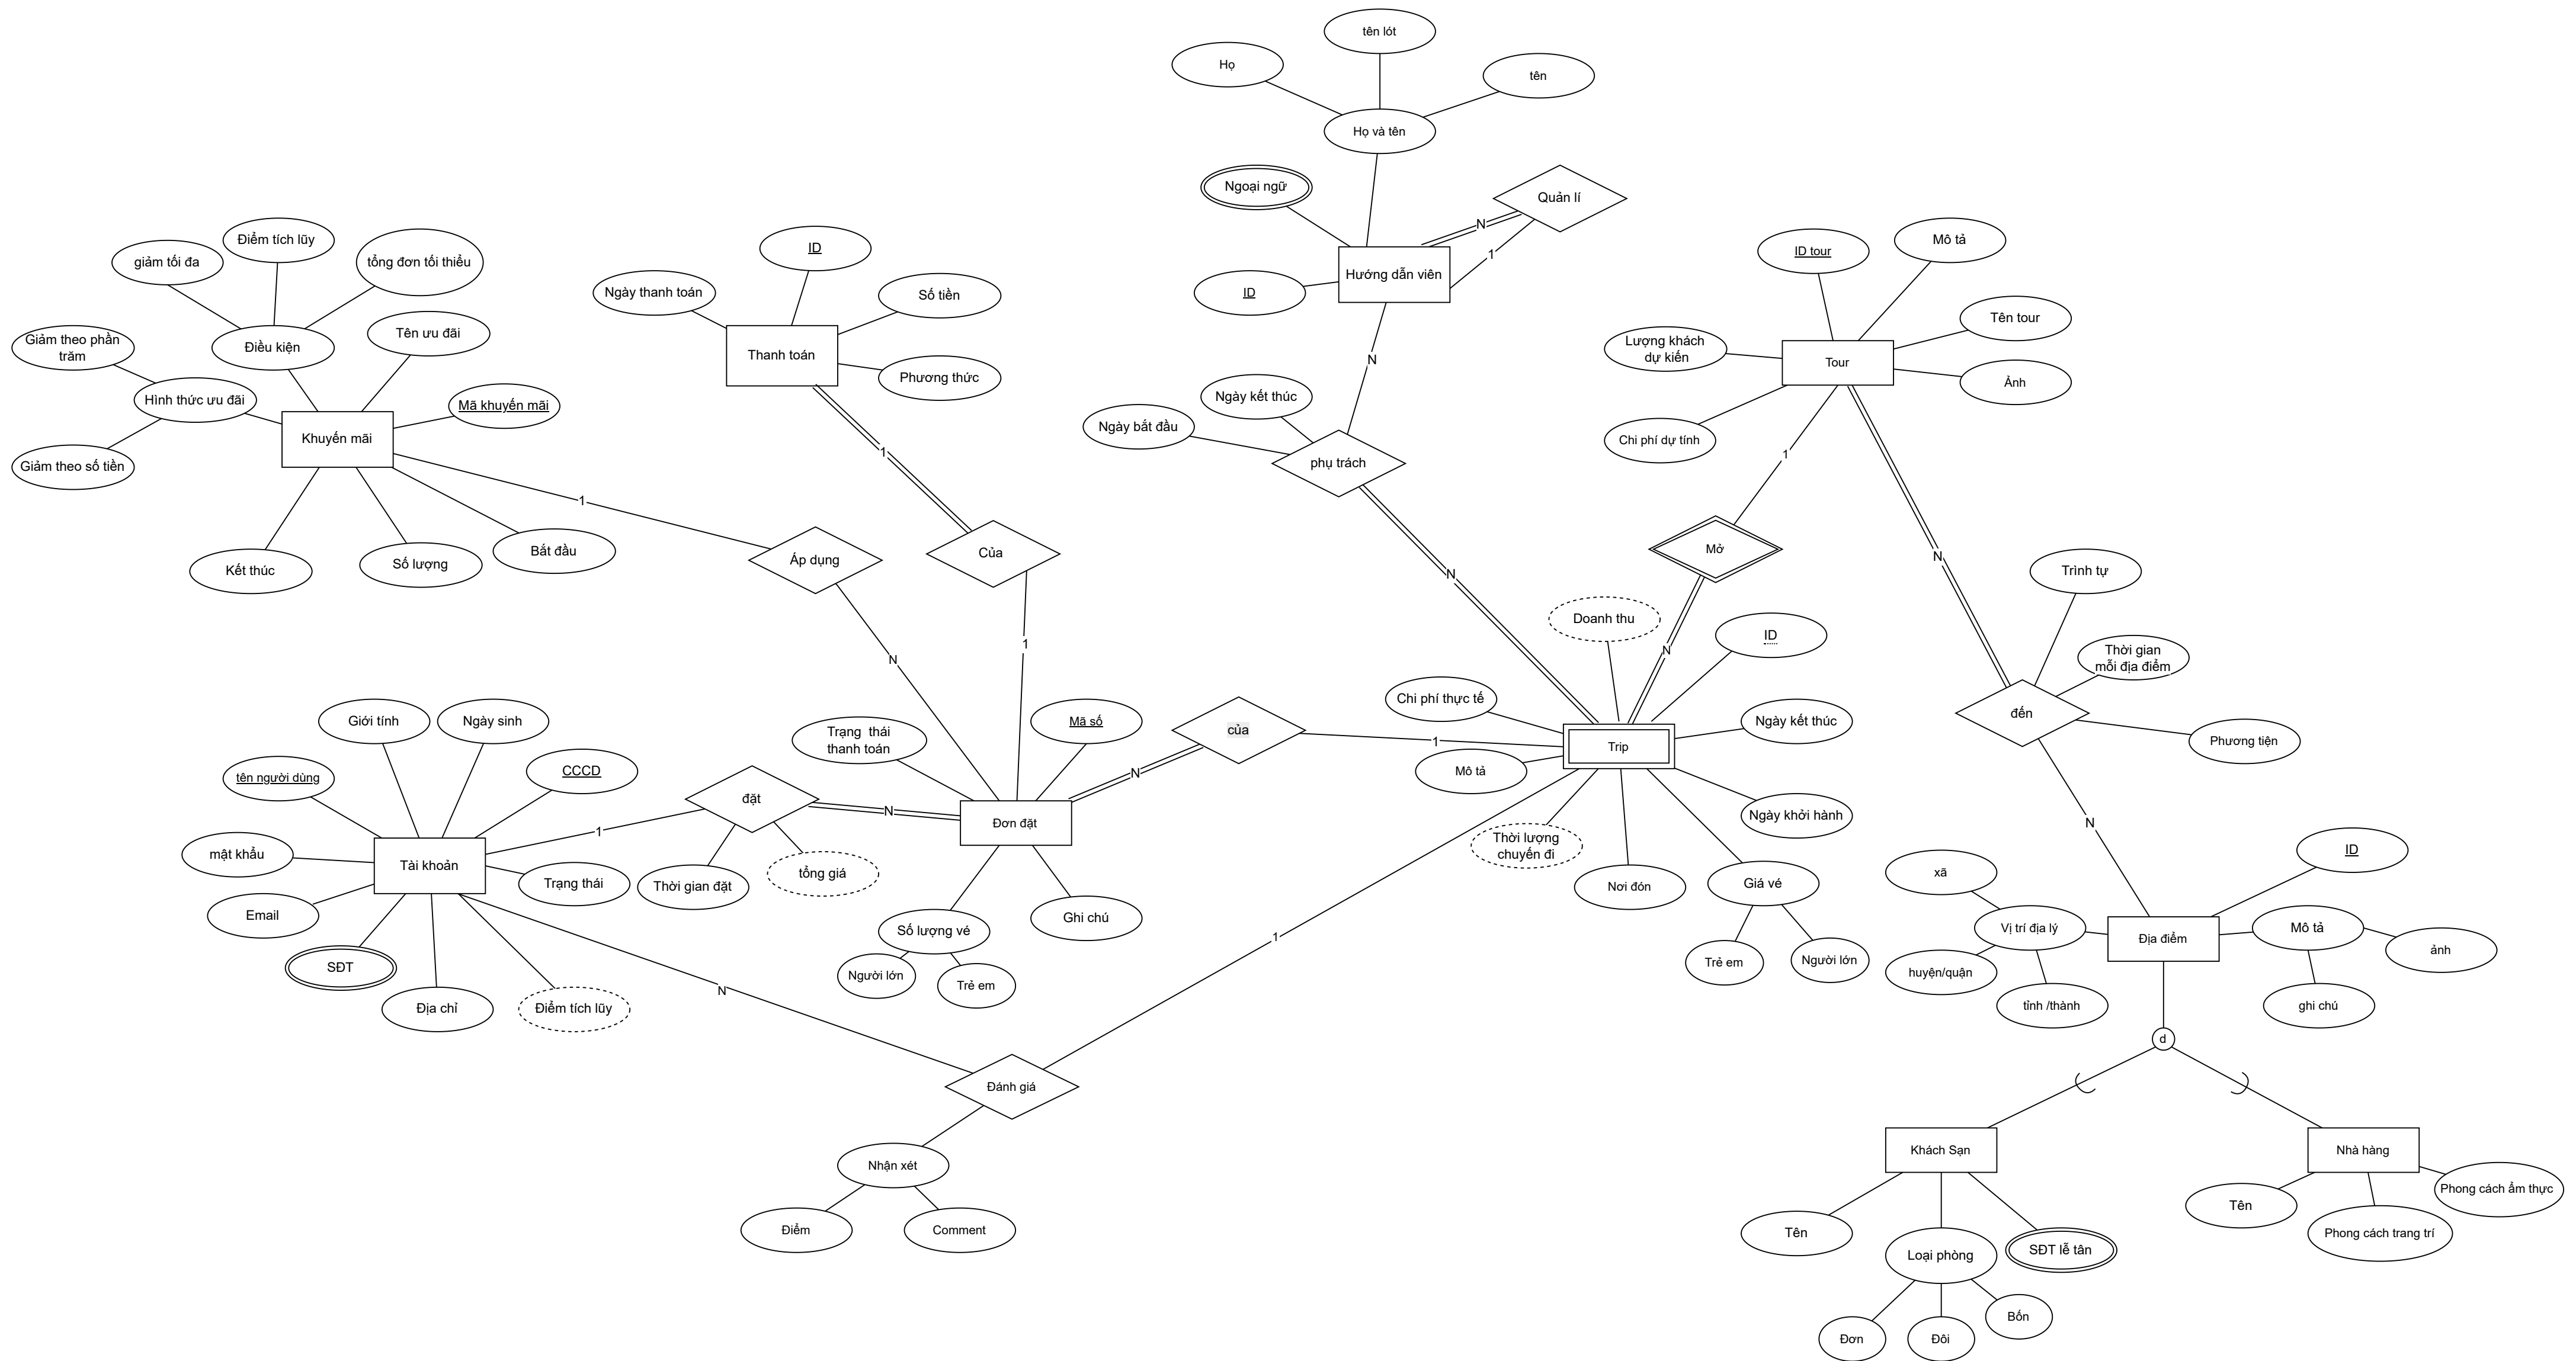 tên lót
Họ
tên
Họ và tên
Ngoại ngữ
Quản lí
N
1
Hướng dẫn viên
ID
Điểm tích lũy
giảm tối đa
tổng đơn tối thiểu
Giảm theo phần
trăm
Điều kiện
Tên ưu đãi
Hình thức ưu đãi
Mã khuyến mãi
Khuyến mãi
Giảm theo số tiền
Kết thúc
Số lượng
Bắt đầu
1
Áp dụng
N
ID
Ngày thanh toán
Số tiền
Thanh toán
Phương thức
1
Của
1
N
Ngày kết thúc
Ngày bắt đầu
phụ trách
N
ID tour
Mô tả
Lượng khách
dự kiến
Tên tour
Tour
Ảnh
Chi phí dự tính
1
Mở
N
N
Trình tự
Thời gian
mỗi địa điểm
đến
Phương tiện
N
Doanh thu
ID
Chi phí thực tế
Ngày kết thúc
Trip
Mô tả
Ngày khởi hành
Thời lượng
chuyến đi
Nơi đón
Giá vé
Trẻ em
Người lớn
Giới tính
Ngày sinh
tên người dùng
CCCD
mật khẩu
Tài khoản
Trạng thái
Email
SĐT
Địa chỉ
Điểm tích lũy
1
đặt
N
Thời gian đặt
tổng giá
Trạng  thái
thanh toán
Mã số
Đơn đặt
Số lượng vé
Ghi chú
Người lớn
Trẻ em
N
của
1
N
1
Đánh giá
Nhận xét
Điểm
Comment
ID
xã
Vị trí địa lý
Địa điểm
Mô tả
ảnh
huyện/quận
tỉnh /thành
ghi chú
d
Khách Sạn
Nhà hàng
Tên
Loại phòng
SĐT lễ tân
Đơn
Đôi
Bốn
Tên
Phong cách trang trí
Phong cách ẩm thực